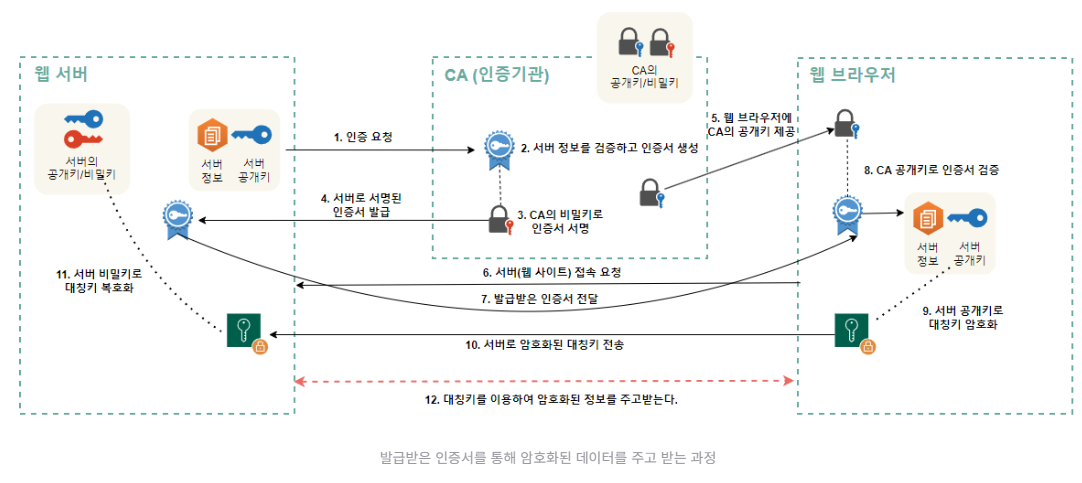 웹 서버
CA (인증기관)
CA의
공개키/비밀키
웹 브라우저
서버의
공개키/비밀키
서버
정보
서버
공개키
1. 인증 요청
2. 서버 정보를 검증하고 인증서 생성
3. CA의 비밀키로
인증서 서명
4. 서버로 서명된
인증서 발급
5. 웹 브라우저에
CA의 공개키 제공
6. 서버(웹 사이트) 접속 요청
7. 발급받은 인증서 전달
8. CA 공개키로 인증서 검증
서버
정보
서버
공개키
9. 서버 공개키로
대칭키 암호화
10. 서버로 암호화된 대칭키 전송
11. 서버 비밀키로
대칭키 복호화
12. 대칭키를 이용하여 암호화된 정보를 주고받는다.
발급받은 인증서를 통해 암호화된 데이터를 주고 받는 과정